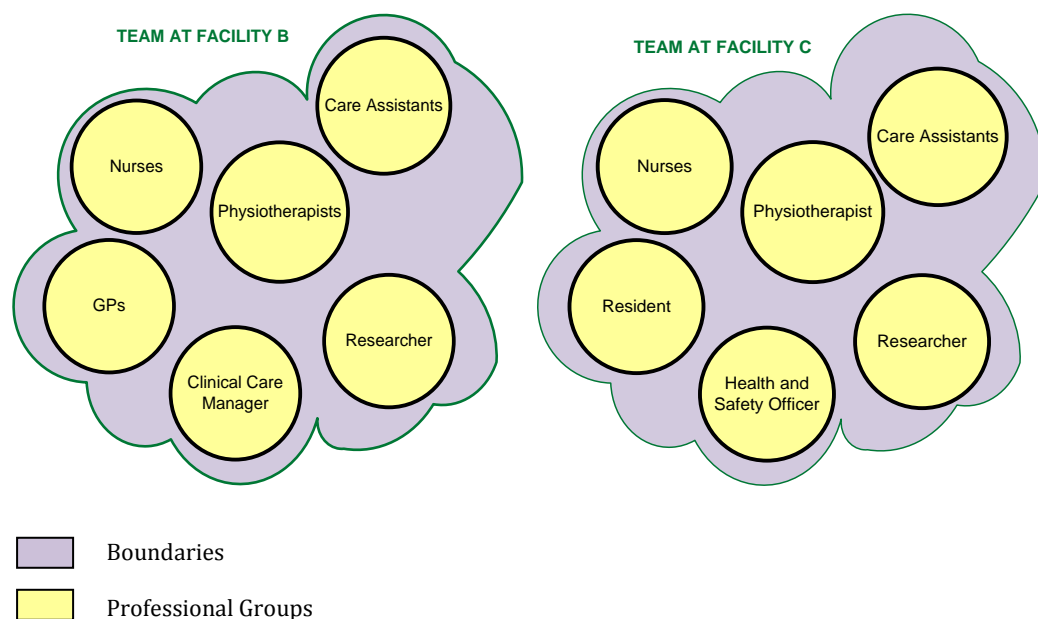 TEAM AT FACILITY B
Care Assistants
Nurses
Physiotherapists
GPs
Researcher
Clinical Care
Manager
TEAM AT FACILITY C
Care Assistants
Nurses
Physiotherapist
Resident
Researcher
Health and
Safety Officer
Boundaries
Professional Groups